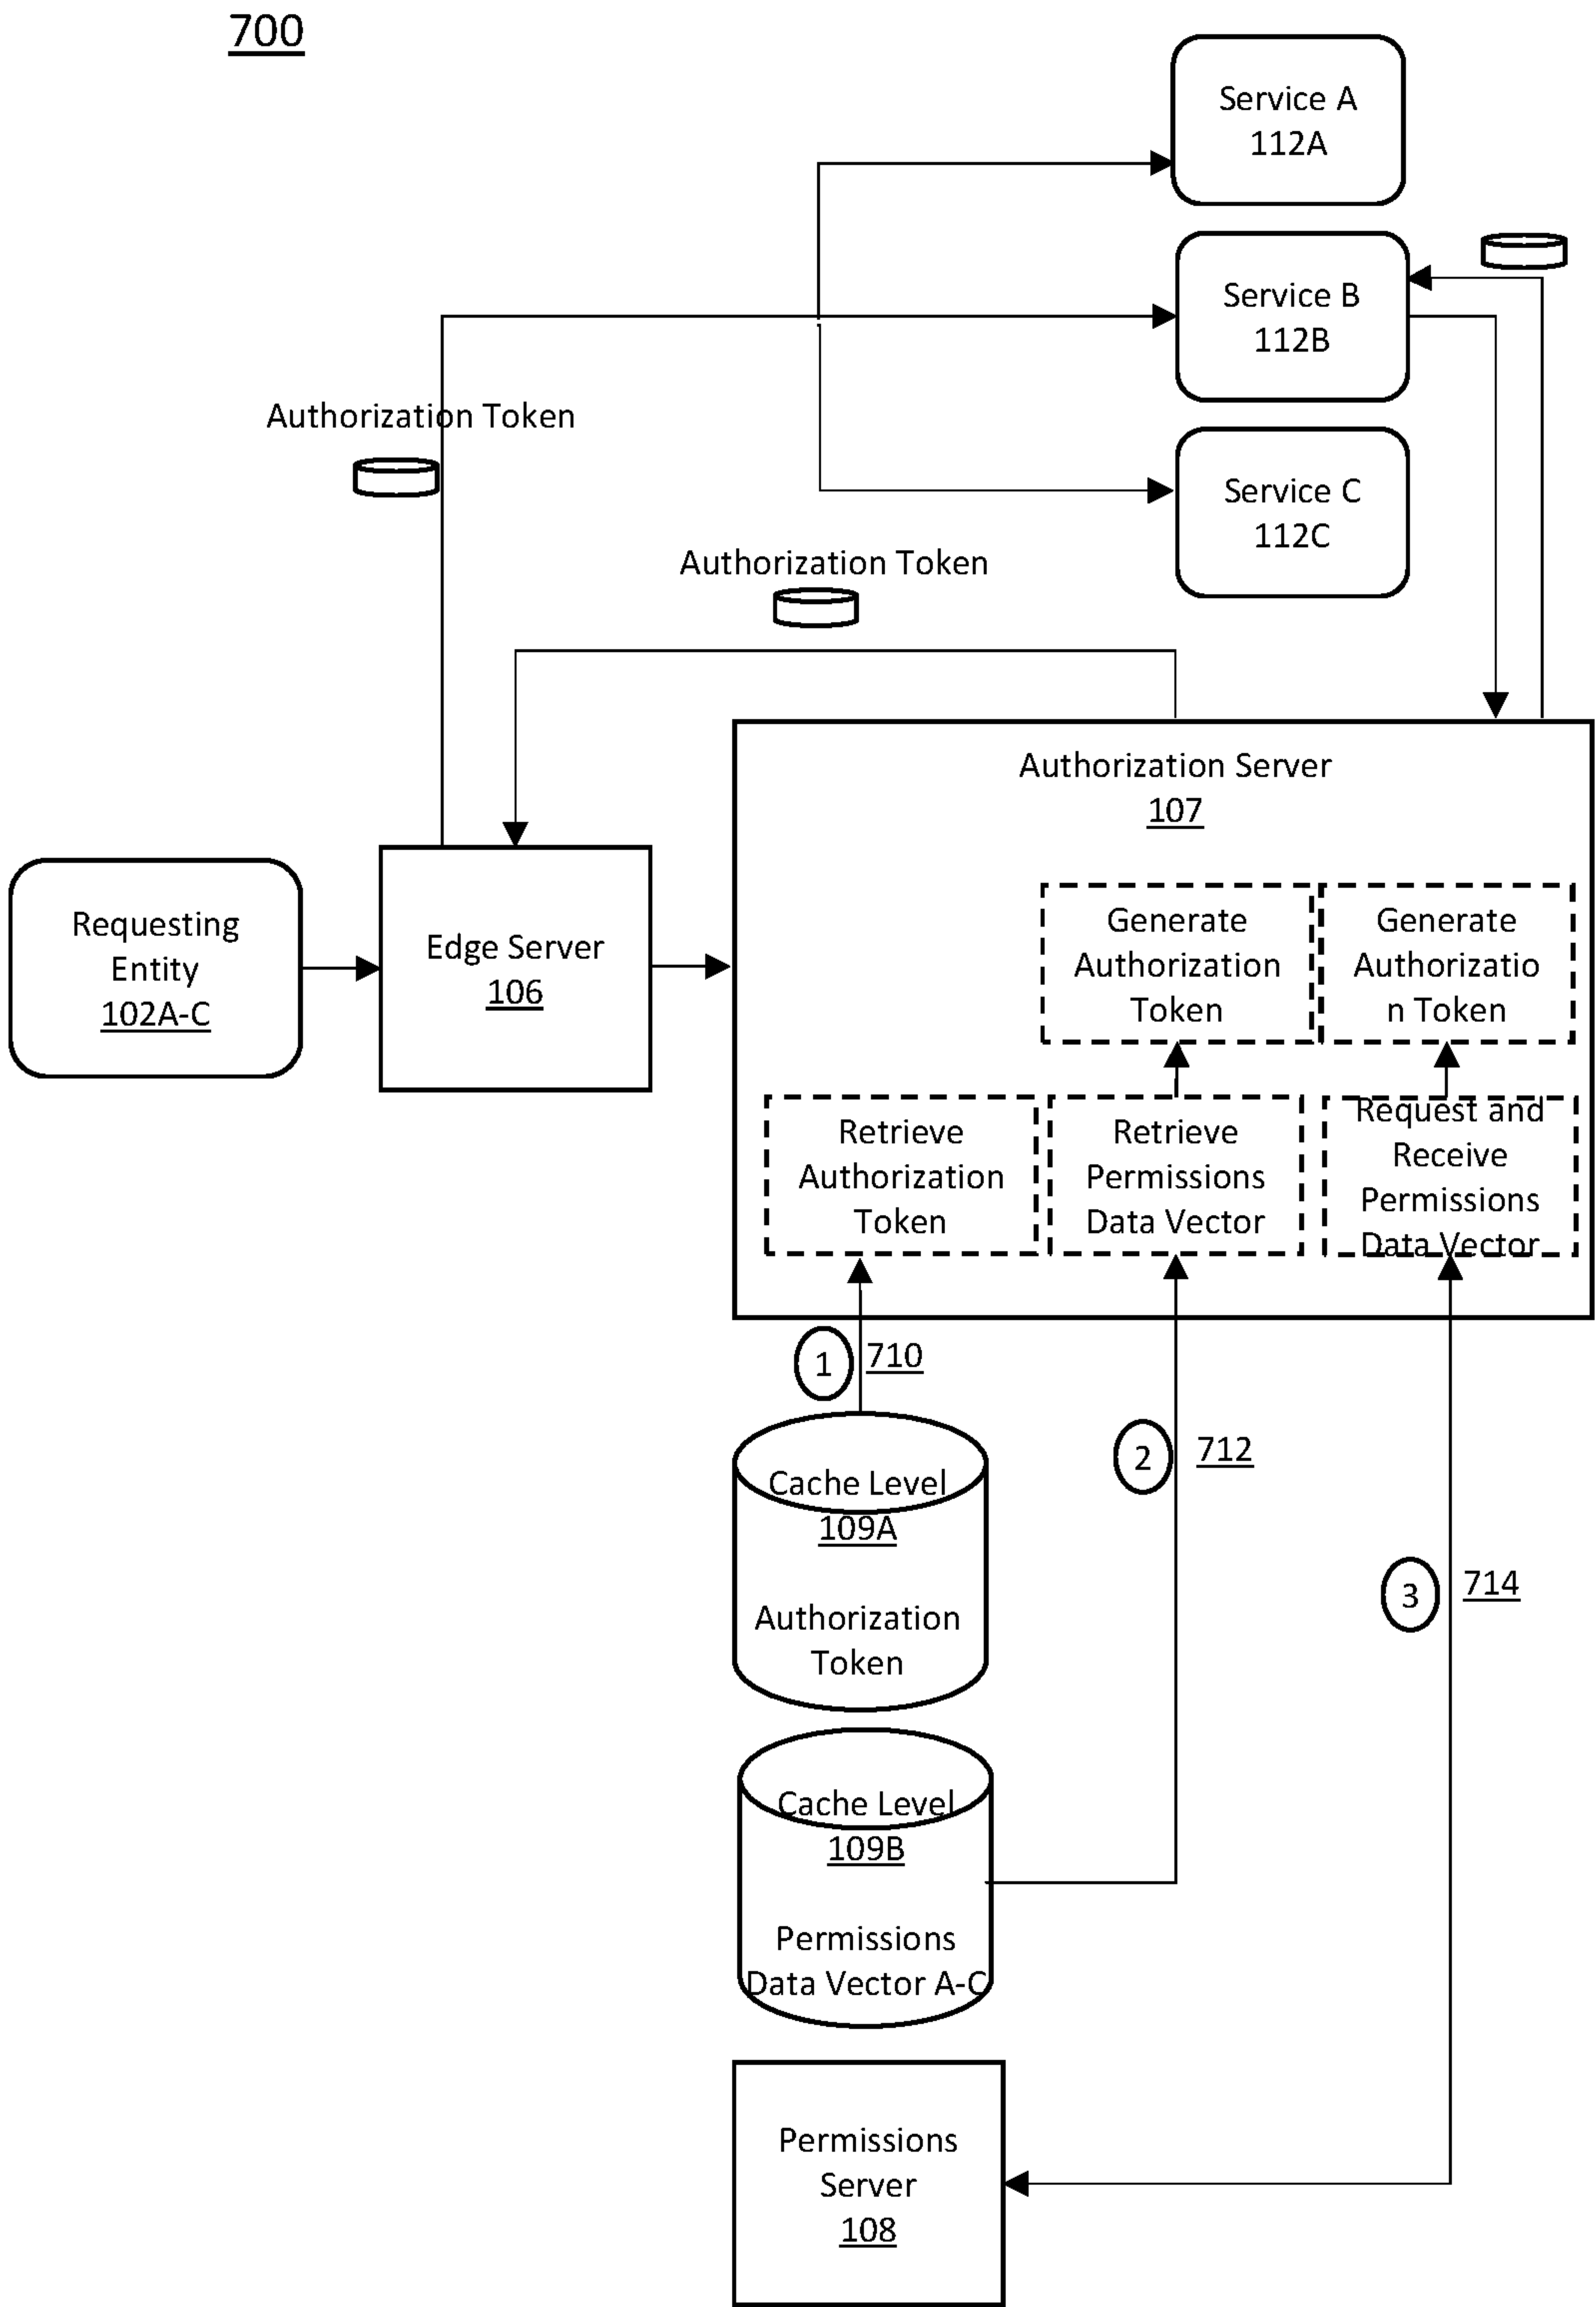 700
Service A
112A
Service B
112B
Authorization Token
Service C
112C
Authorization Token
Authorization Server
107
Requesting
Entity
102A-C
Edge Server
106
Generate
Authorization
Token
Generate
Authorizatio
n Token
Retrieve
Authorization
Token
Retrieve
Permissions
Data Vector
Request and
Receive
Permissions
Data Vector
1
710
2
712
3
714
Cache Level
109A
Authorization
Token
Cache Level
109B
Permissions
Data Vector A-C
Permissions
Server
108